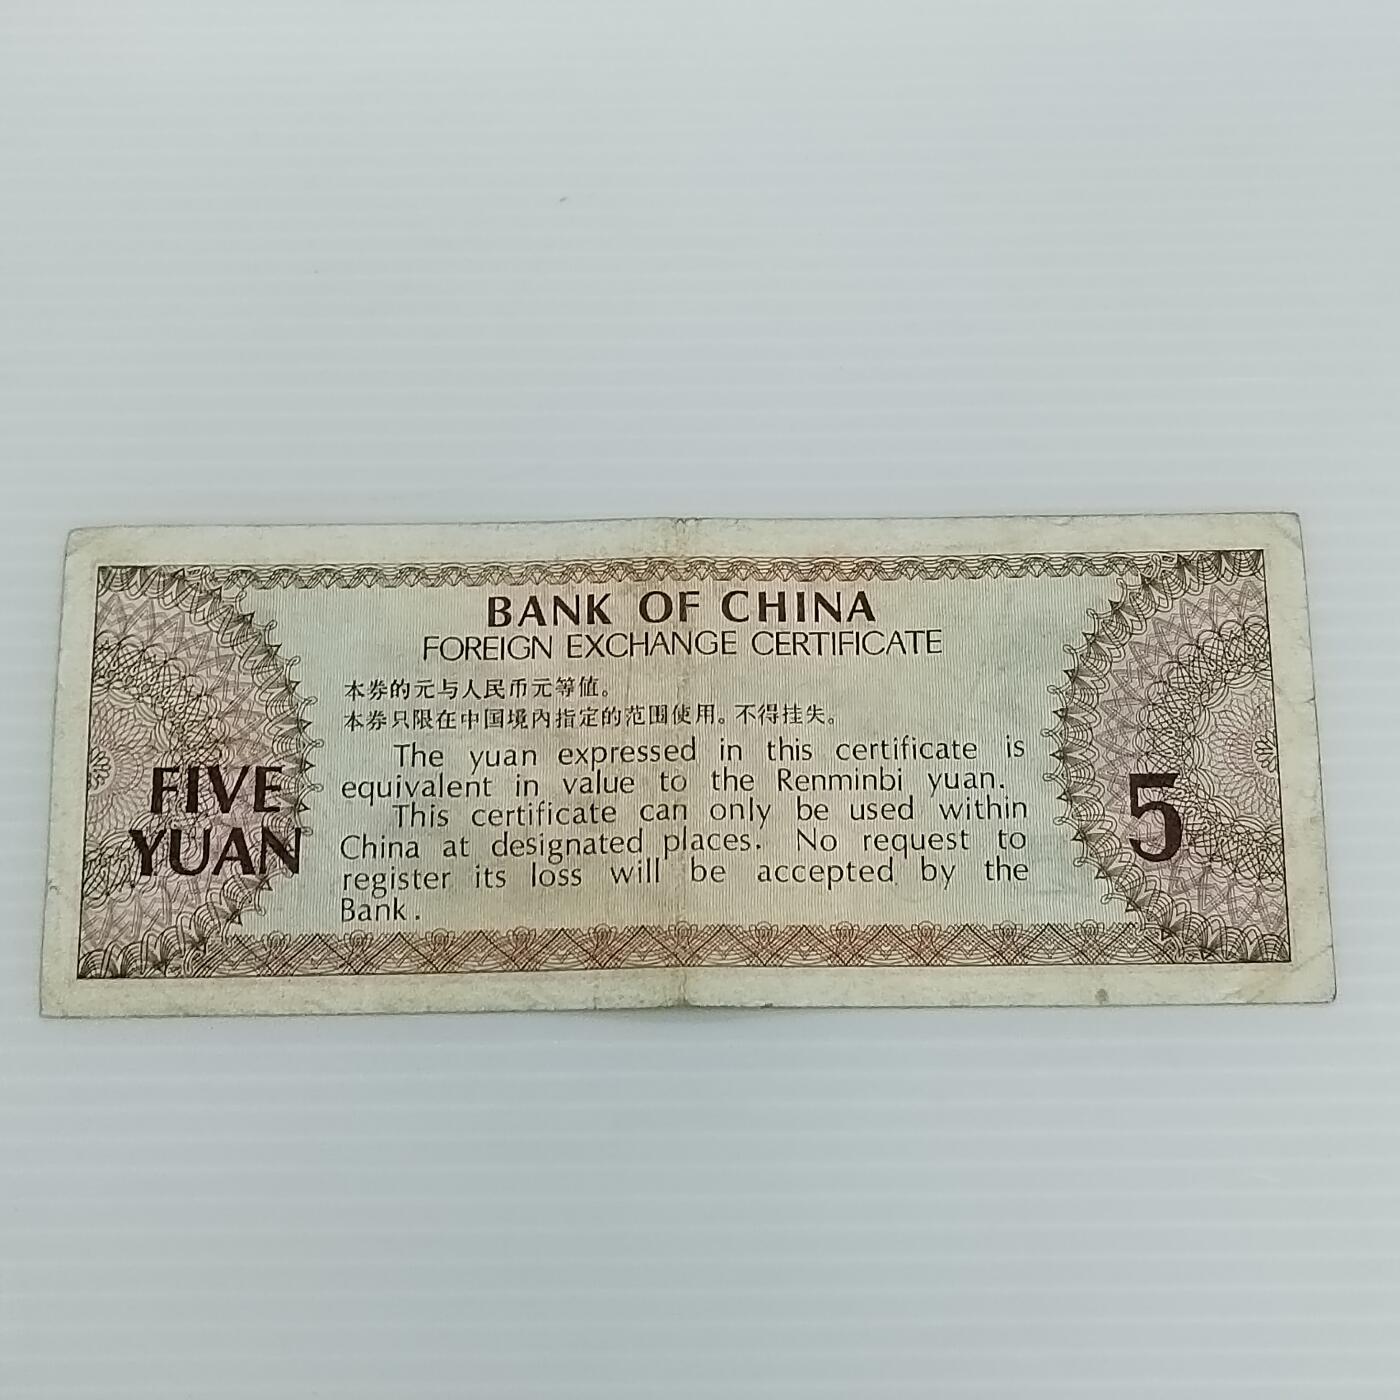 BANK OF CHINA
FOREIGN EXCHANGE CERTIFICATE
本券的元与人民币元等值。
本券只限在中国境内指定的范围使用。不得挂失。
The yuan expressed in this certificate is
equivalent in value to the Renminbi yuan.
This certificate can only be used within
China at designated places. No request to
register its loss will be accepted by the
Bank.
FIVE
YUAN
5